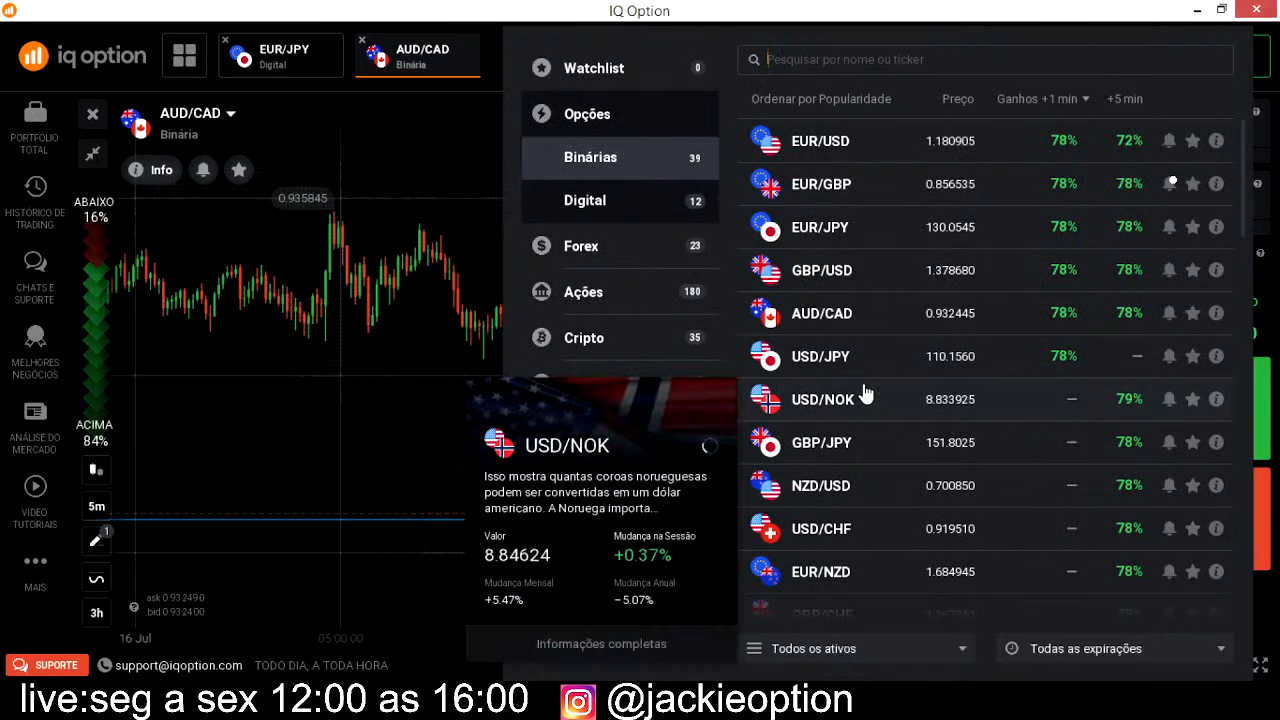 IQ Option
iq option
EUR/JPY
Digital
AUD/CAD
Binária
AUD/CAD
Binária
Info
PORTFÓLIO
TOTAL
HISTÓRICO DE
TRADING
CHATS E
SUPORTE
MELHORES
NEGÓCIOS
ANÁLISE DO
MERCADO
VÍDEO
TUTORIAIS
MAIS
ABAIXO
16%
ACIMA
84%
5m
1
3h
0.935845
ask 0.932490
bid 0.932400
16 Jul
05:00:00
Watchlist 0
Opções
Binárias 39
Digital 12
Forex 23
Ações 180
Cripto 35
USD/NOK
Isso mostra quantas coroas norueguesas
podem ser convertidas em um dólar
americano. A Noruega importa...
Valor Mudança na Sessão
8.84624 +0.37%
Mudança Mensal Mudança Anual
+5.47% –5.07%
Informações completas
Pesquisar por nome ou ticker
Ordenar por Popularidade Preço Ganhos +1 min +5 min
EUR/USD 1.180905 78% 72%
EUR/GBP 0.856535 78% 78%
EUR/JPY 130.0545 78% 78%
GBP/USD 1.378680 78% 78%
AUD/CAD 0.932445 78% 78%
USD/JPY 110.1560 78% —
USD/NOK 8.833925 — 79%
GBP/JPY 151.8025 — 78%
NZD/USD 0.700850 — 78%
USD/CHF 0.919510 — 78%
EUR/NZD 1.684945 — 78%
GBP/CHF
Todos os ativos
Todas as expirações
SUPORTE
support@iqoption.com
TODO DIA, A TODA HORA
live:seg a sex 12:00 as 16:00
@jackieoption